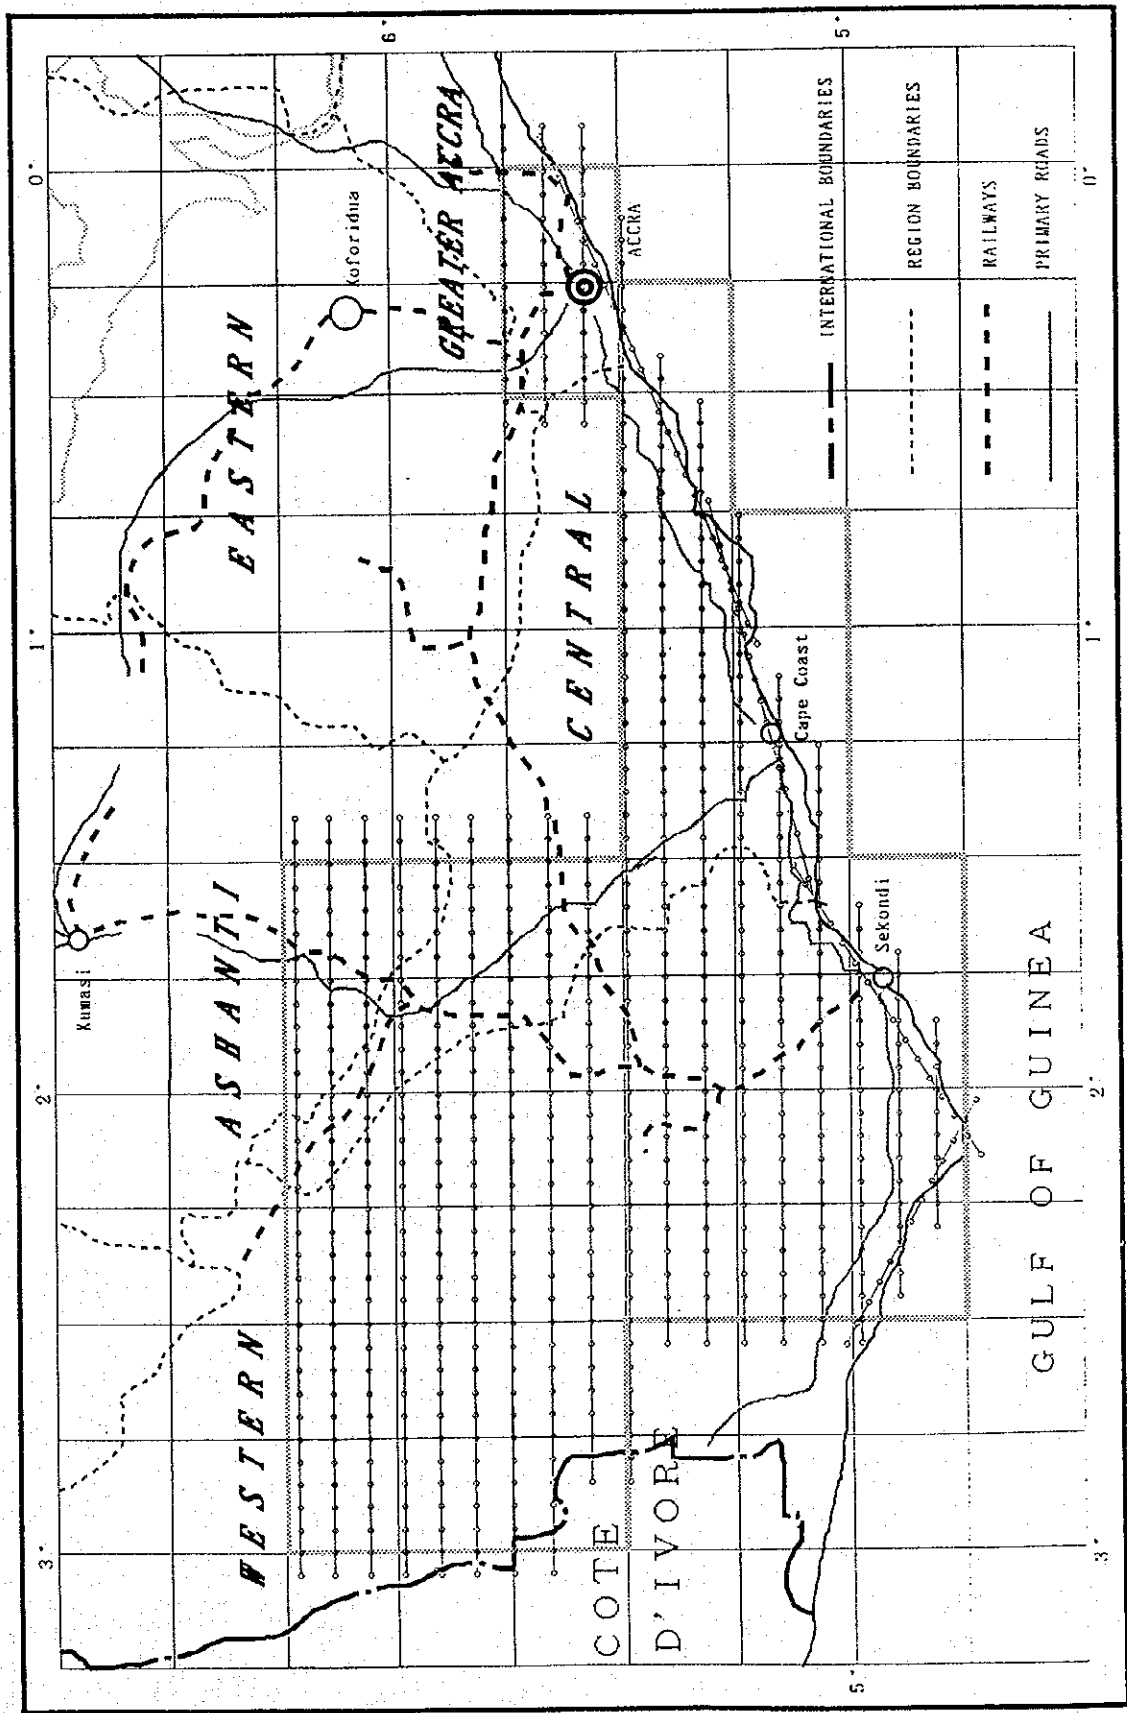 3°
2°
1°
0°
6°
5°
Kumasi
Koforidua
WESTERN
ASHANTI
EASTERN
GREATER ACCRA
CENTRAL
ACCRA
Cape Coast
Sekondi
COTE
D'IVORE
GULF OF GUINEA
INTERNATIONAL BOUNDARIES
REGION BOUNDARIES
RAILWAYS
PRIMARY ROADS
5°
3°
2°
1°
0°